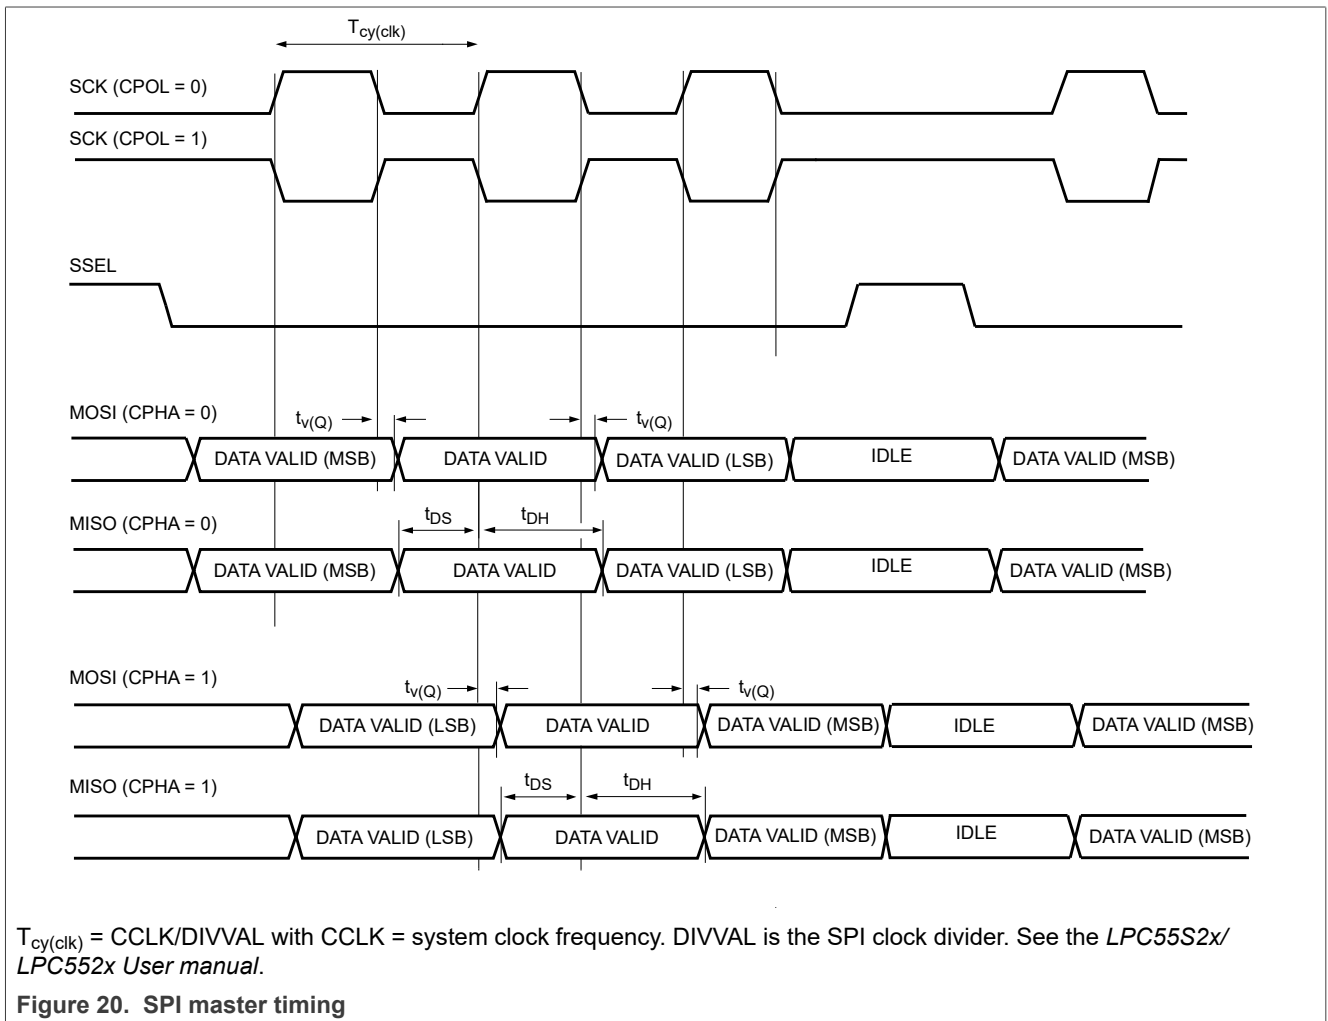 Tcy(clk)
SCK (CPOL = 0)
SCK (CPOL = 1)
SSEL
MOSI (CPHA = 0)
tv(Q) tv(Q)
DATA VALID (MSB) DATA VALID DATA VALID (LSB) IDLE DATA VALID (MSB)
MISO (CPHA = 0)
tDS tDH
DATA VALID (MSB) DATA VALID DATA VALID (LSB) IDLE DATA VALID (MSB)
MOSI (CPHA = 1)
tv(Q) tv(Q)
DATA VALID (LSB) DATA VALID DATA VALID (MSB) IDLE DATA VALID (MSB)
MISO (CPHA = 1)
tDS tDH
DATA VALID (LSB) DATA VALID DATA VALID (MSB) IDLE DATA VALID (MSB)
Tcy(clk) = CCLK/DIVVAL with CCLK = system clock frequency. DIVVAL is the SPI clock divider. See the LPC55S2x/
LPC552x User manual.
Figure 20. SPI master timing